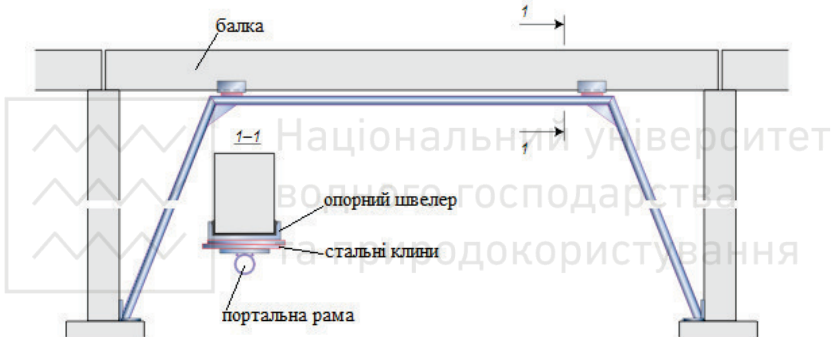 1
балка
1–1
1
Національний університет
водного господарства
та природокористування
опорний швелер
стальні клини
портальна рама